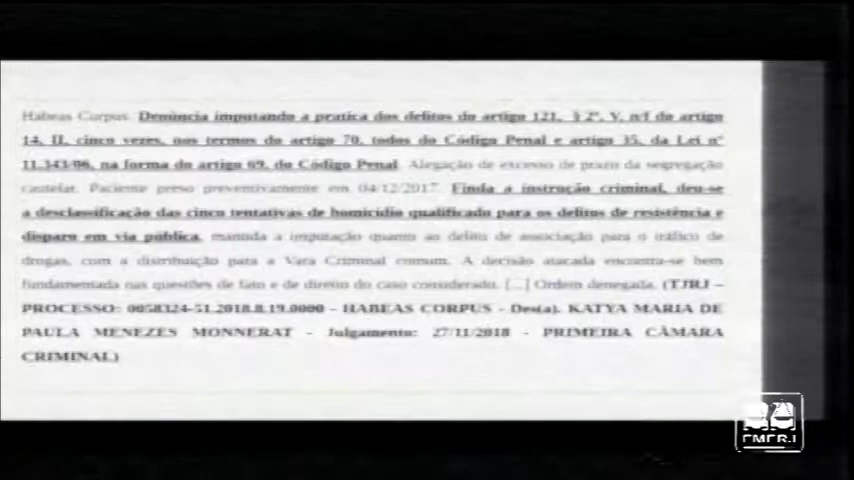 Habeas Corpus. Denúncia imputando a pratica dos delitos do artigo 121, § 2º, V, n/f do artigo
14, II, cinco vezes, nos termos do artigo 70, todos do Código Penal e artigo 35, da Lei nº
11.343/06, na forma do artigo 69, do Código Penal. Alegação de excesso de prazo da segregação
cautelar. Paciente preso preventivamente em 04/12/2017. Finda a instrução criminal, deu-se
a desclassificação das cinco tentativas de homicídio qualificado para os delitos de resistência e
disparo em via pública, mantida a imputação quanto ao delito de associação para o tráfico de
drogas, com a distribuição para a Vara Criminal comum. A decisão atacada encontra-se bem
fundamentada nas questões de fato e de direito do caso considerado. [...] Ordem denegada. (TJRJ –
PROCESSO: 0058324-51.2018.8.19.0000 - HABEAS CORPUS - Des(a). KATYA MARIA DE
PAULA MENEZES MONNERAT - Julgamento: 27/11/2018 - PRIMEIRA CÂMARA
CRIMINAL)
EMERJ